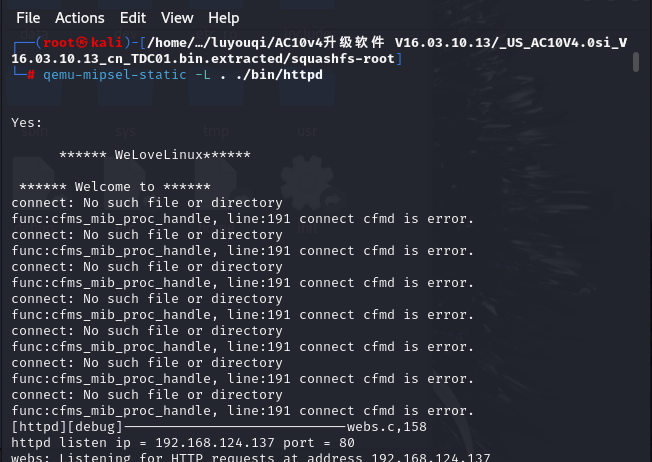 File Actions Edit View Help
┌──(root㉿kali)-[/home/…/luyouqi/AC10v4升级软件 V16.03.10.13/_US_AC10V4.0si_V
16.03.10.13_cn_TDC01.bin.extracted/squashfs-root]
└─# qemu-mipsel-static -L . ./bin/httpd
Yes:
****** WeLoveLinux******
****** Welcome to ******
connect: No such file or directory
func:cfms_mib_proc_handle, line:191 connect cfmd is error.
connect: No such file or directory
func:cfms_mib_proc_handle, line:191 connect cfmd is error.
connect: No such file or directory
func:cfms_mib_proc_handle, line:191 connect cfmd is error.
connect: No such file or directory
func:cfms_mib_proc_handle, line:191 connect cfmd is error.
connect: No such file or directory
func:cfms_mib_proc_handle, line:191 connect cfmd is error.
connect: No such file or directory
func:cfms_mib_proc_handle, line:191 connect cfmd is error.
connect: No such file or directory
func:cfms_mib_proc_handle, line:191 connect cfmd is error.
[httpd][debug]----------------------------webs.c,158
httpd listen ip = 192.168.124.137 port = 80
webs: Listening for HTTP requests at address 192.168.124.137